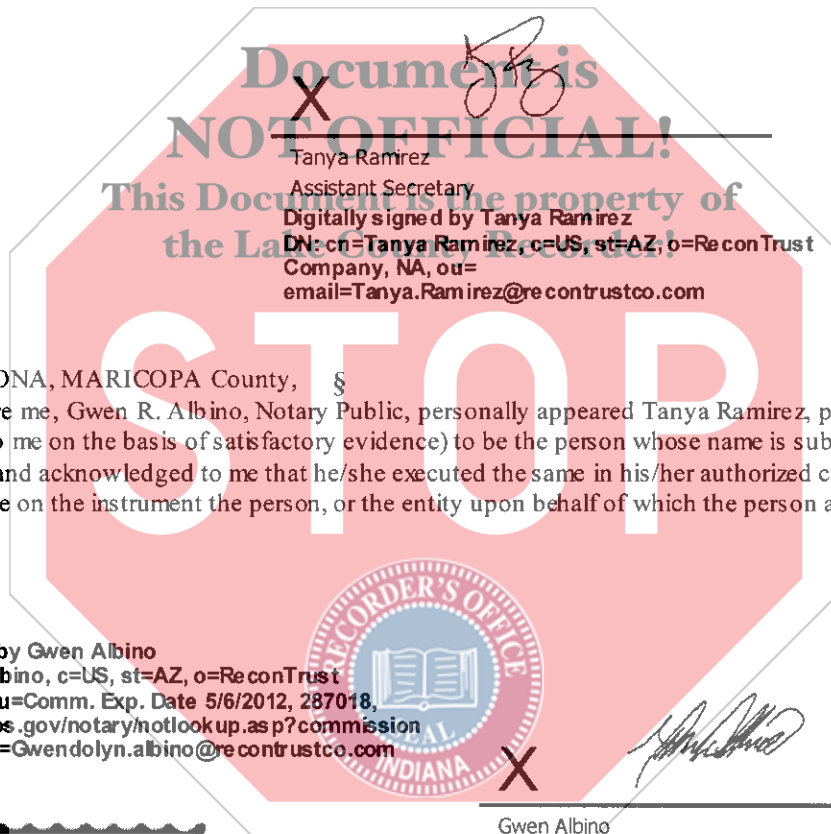 Document is
NOT OFFICIAL!
This Document is the property of
the Lake County Recorder!
X
Tanya Ramirez
Assistant Secretary
Digitally signed by Tanya Ramirez
DN: cn=Tanya Ramirez, c=US, st=AZ, o=ReconTrust
Company, NA, ou=
email=Tanya.Ramirez@recontrustco.com
STOP
ONA, MARICOPA County, §
re me, Gwen R. Albino, Notary Public, personally appeared Tanya Ramirez, p
o me on the basis of satisfactory evidence) to be the person whose name is sub
and acknowledged to me that he/she executed the same in his/her authorized c
e on the instrument the person, or the entity upon behalf of which the person a
RECORDER'S OFFICE
SEAL
INDIANA
by Gwen Albino
bino, c=US, st=AZ, o=ReconTrust
u=Comm. Exp. Date 5/6/2012, 287018,
os.gov/notary/notlookup.asp?commission
=Gwendolyn.albino@recontrustco.com
X
Gwen Albino